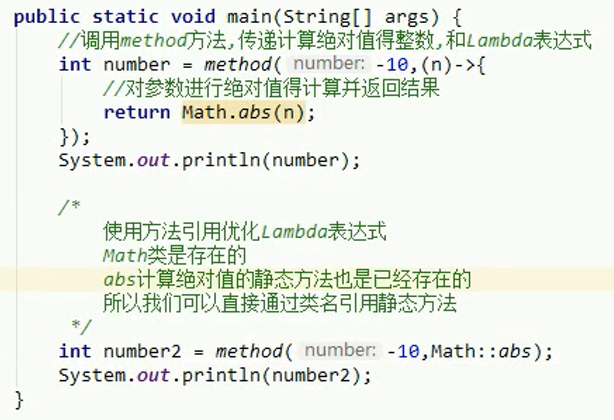 public static void main(String[] args) {
//调用method方法,传递计算绝对值得整数,和Lambda表达式
int number = method( number: -10,(n)->{
//对参数进行绝对值得计算并返回结果
return Math.abs(n);
});
System.out.println(number);
/*
使用方法引用优化Lambda表达式
Math类是存在的
abs计算绝对值的静态方法也是已经存在的
所以我们可以直接通过类名引用静态方法
*/
int number2 = method( number: -10,Math::abs);
System.out.println(number2);
}